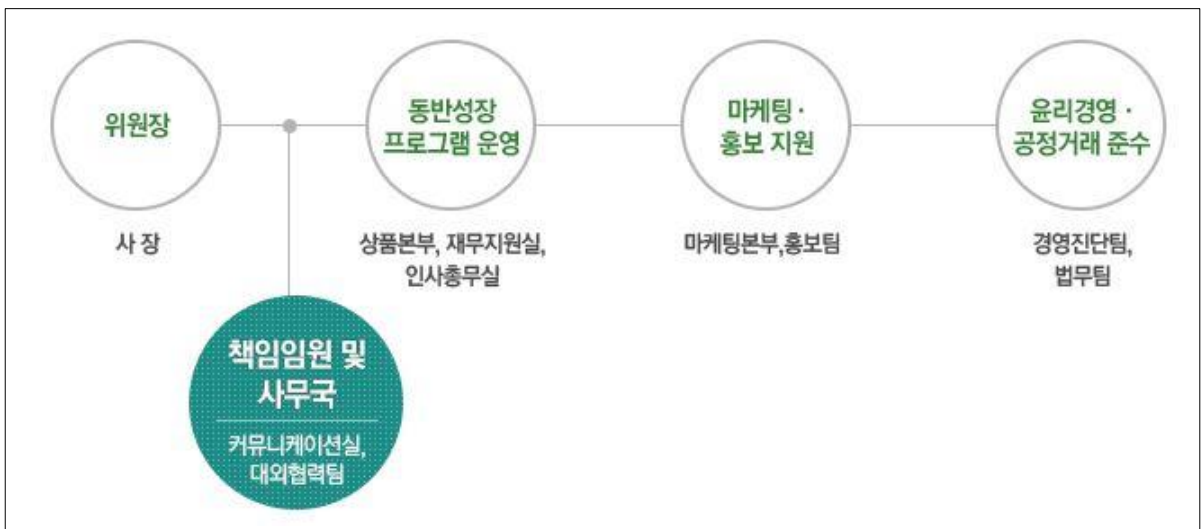 위원장
사 장
동반성장
프로그램 운영
상품본부, 재무지원실,
인사총무실
마케팅 ·
홍보 지원
마케팅본부,홍보팀
윤리경영 ·
공정거래 준수
경영진단팀,
법무팀
책임임원 및
사무국
커뮤니케이션실,
대외협력팀